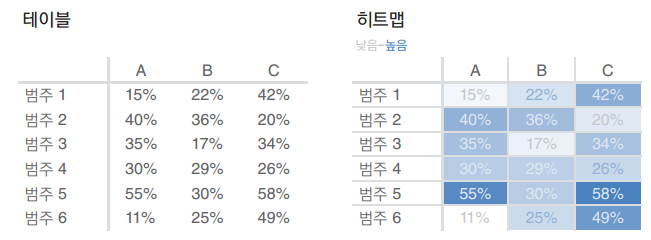 테이블
A B C
범주 1 15% 22% 42%
범주 2 40% 36% 20%
범주 3 35% 17% 34%
범주 4 30% 29% 26%
범주 5 55% 30% 58%
범주 6 11% 25% 49%
히트맵
낮음-높음
A B C
범주 1 15% 22% 42%
범주 2 40% 36% 20%
범주 3 35% 17% 34%
범주 4 30% 29% 26%
범주 5 55% 30% 58%
범주 6 11% 25% 49%